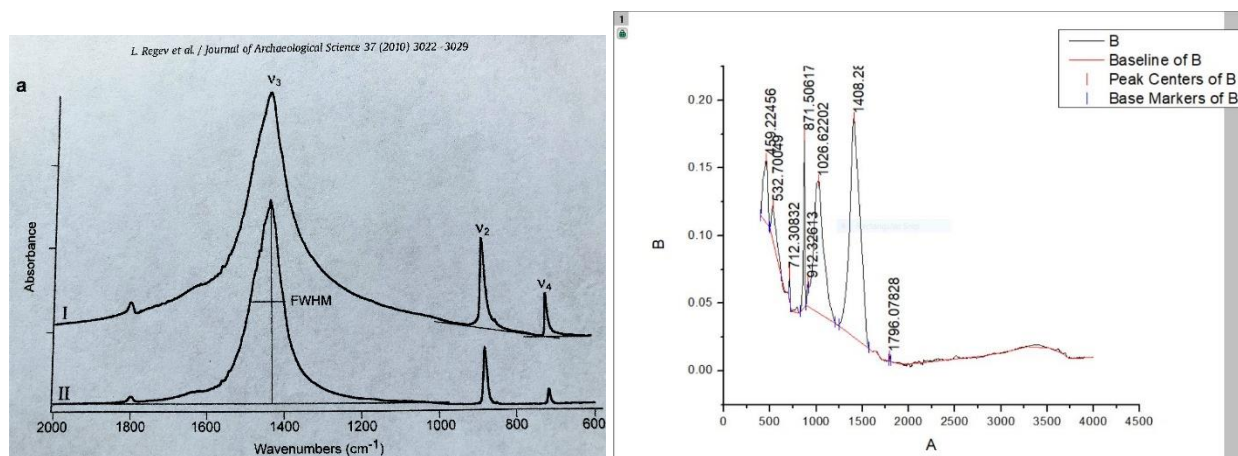 L. Regev et al. / Journal of Archaeological Science 37 (2010) 3022 -3029
a
ν3
ν2
ν4
FWHM
I
II
Absorbance
2000 1800 1600 1400 1200 1000 800 600
Wavenumbers (cm-1)
1
B
Baseline of B
Peak Centers of B
Base Markers of B
459.22456
532.70049
712.30832
871.50617
912.32613
1026.62202
1408.28
1796.07828
0.20
0.15
0.10
0.05
0.00
B
0 500 1000 1500 2000 2500 3000 3500 4000 4500
A